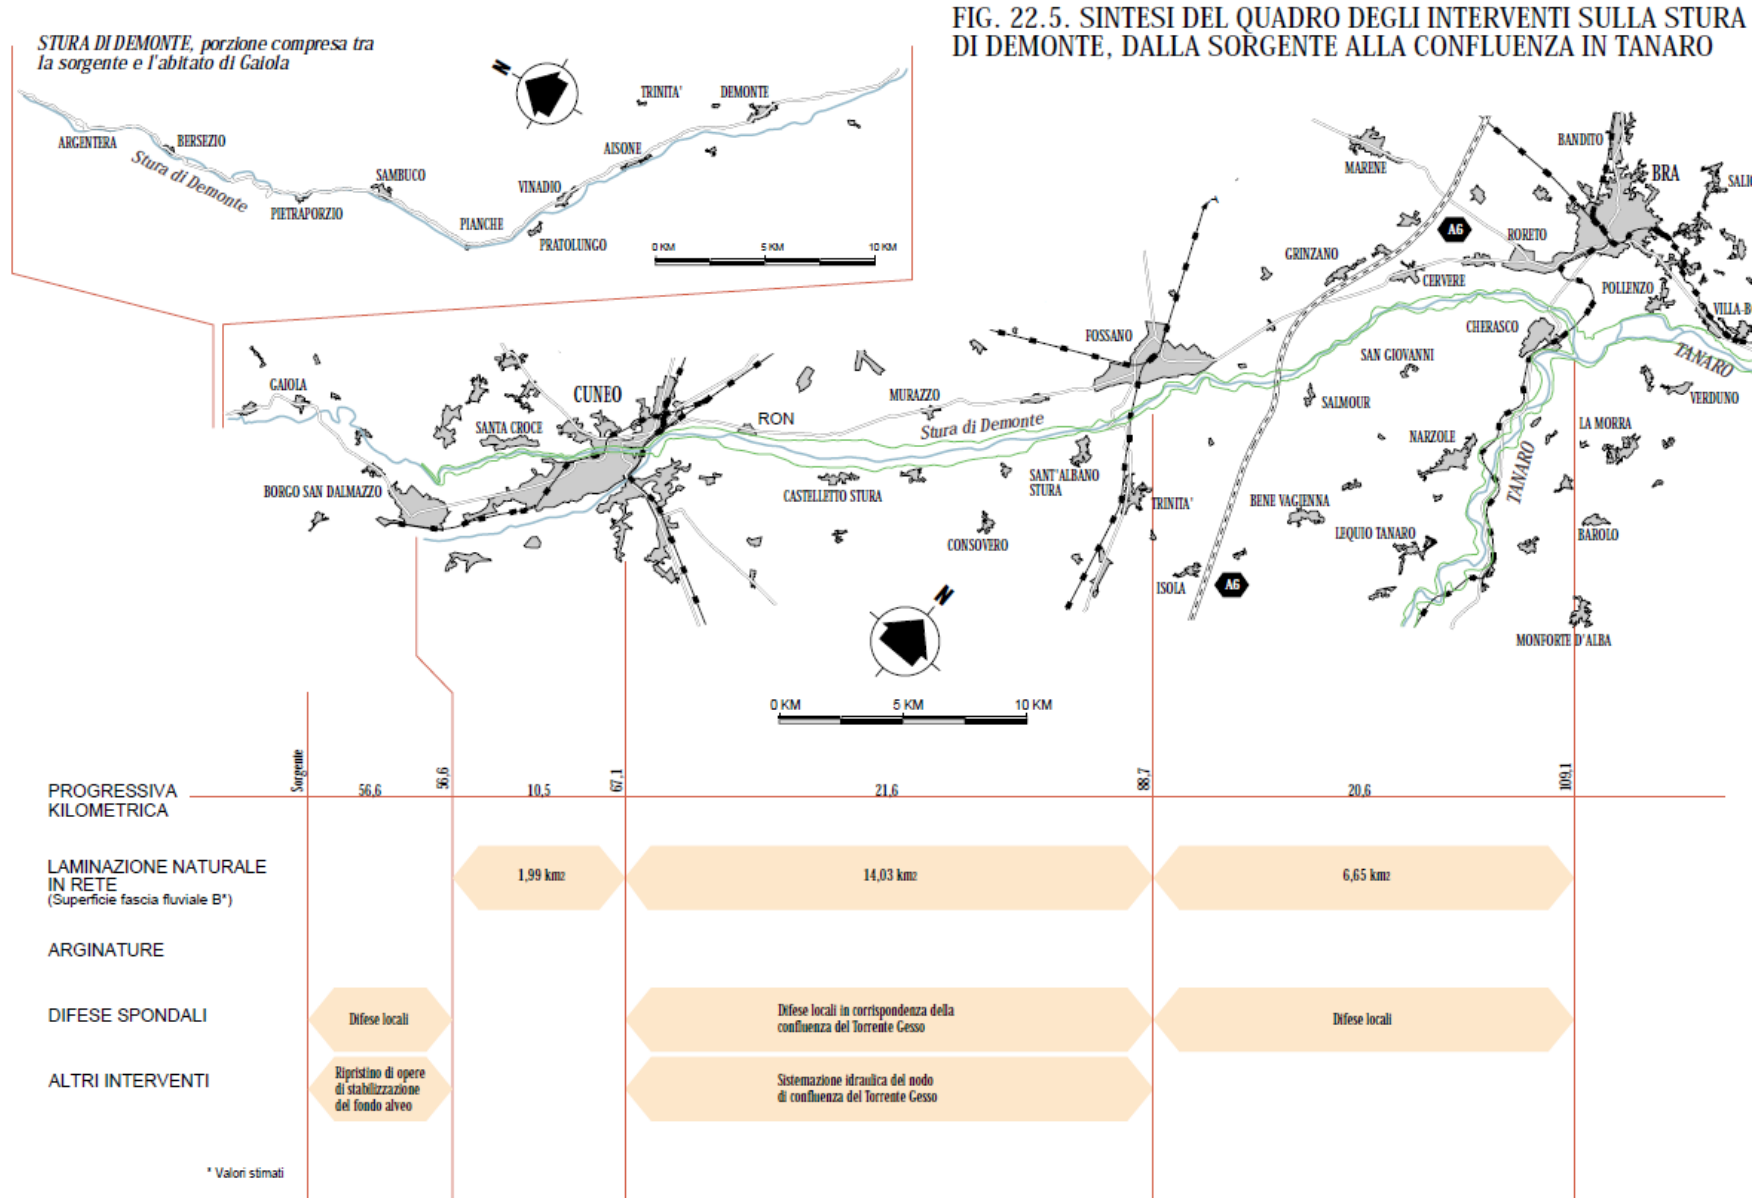 FIG. 22.5. SINTESI DEL QUADRO DEGLI INTERVENTI SULLA STURA
DI DEMONTE, DALLA SORGENTE ALLA CONFLUENZA IN TANARO
STURA DI DEMONTE, porzione compresa tra
la sorgente e l'abitato di Gaiola
N
TRINITA'
DEMONTE
ARGENTERA
BERSEZIO
AISONE
Stura di Demonte
SAMBUCO
VINADIO
PIETRAPORZIO
PIANCHE
PRATOLUNGO
0 KM
5 KM
10 KM
BANDITO
MARENE
BRA
A6
RORETO
GRINZANO
CERVERE
POLLENZO
CHERASCO
FOSSANO
SAN GIOVANNI
TANARO
GAIOLA
CUNEO
MURAZZO
SALMOUR
VERDUNO
SANTA CROCE
RON
Stura di Demonte
NARZOLE
LA MORRA
BORGO SAN DALMAZZO
CASTELLETTO STURA
SANT'ALBANO
STURA
TRINITA'
BENE VAGIENNA
TANARO
CONSOVERO
LEQUIO TANARO
BAROLO
ISOLA
A6
MONFORTE D'ALBA
N
0 KM
5 KM
10 KM
Sorgente
56,6
67,1
88,7
109,1
PROGRESSIVA
KILOMETRICA
56,6
10,5
21,6
20,6
LAMINAZIONE NATURALE
IN RETE
(Superficie fascia fluviale B*)
1,99 km2
14,03 km2
6,65 km2
ARGINATURE
DIFESE SPONDALI
Difese locali
Difese locali in corrispondenza della
confluenza del Torrente Gesso
Difese locali
ALTRI INTERVENTI
Ripristino di opere
di stabilizzazione
del fondo alveo
Sistemazione idraulica del nodo
di confluenza del Torrente Gesso
* Valori stimati